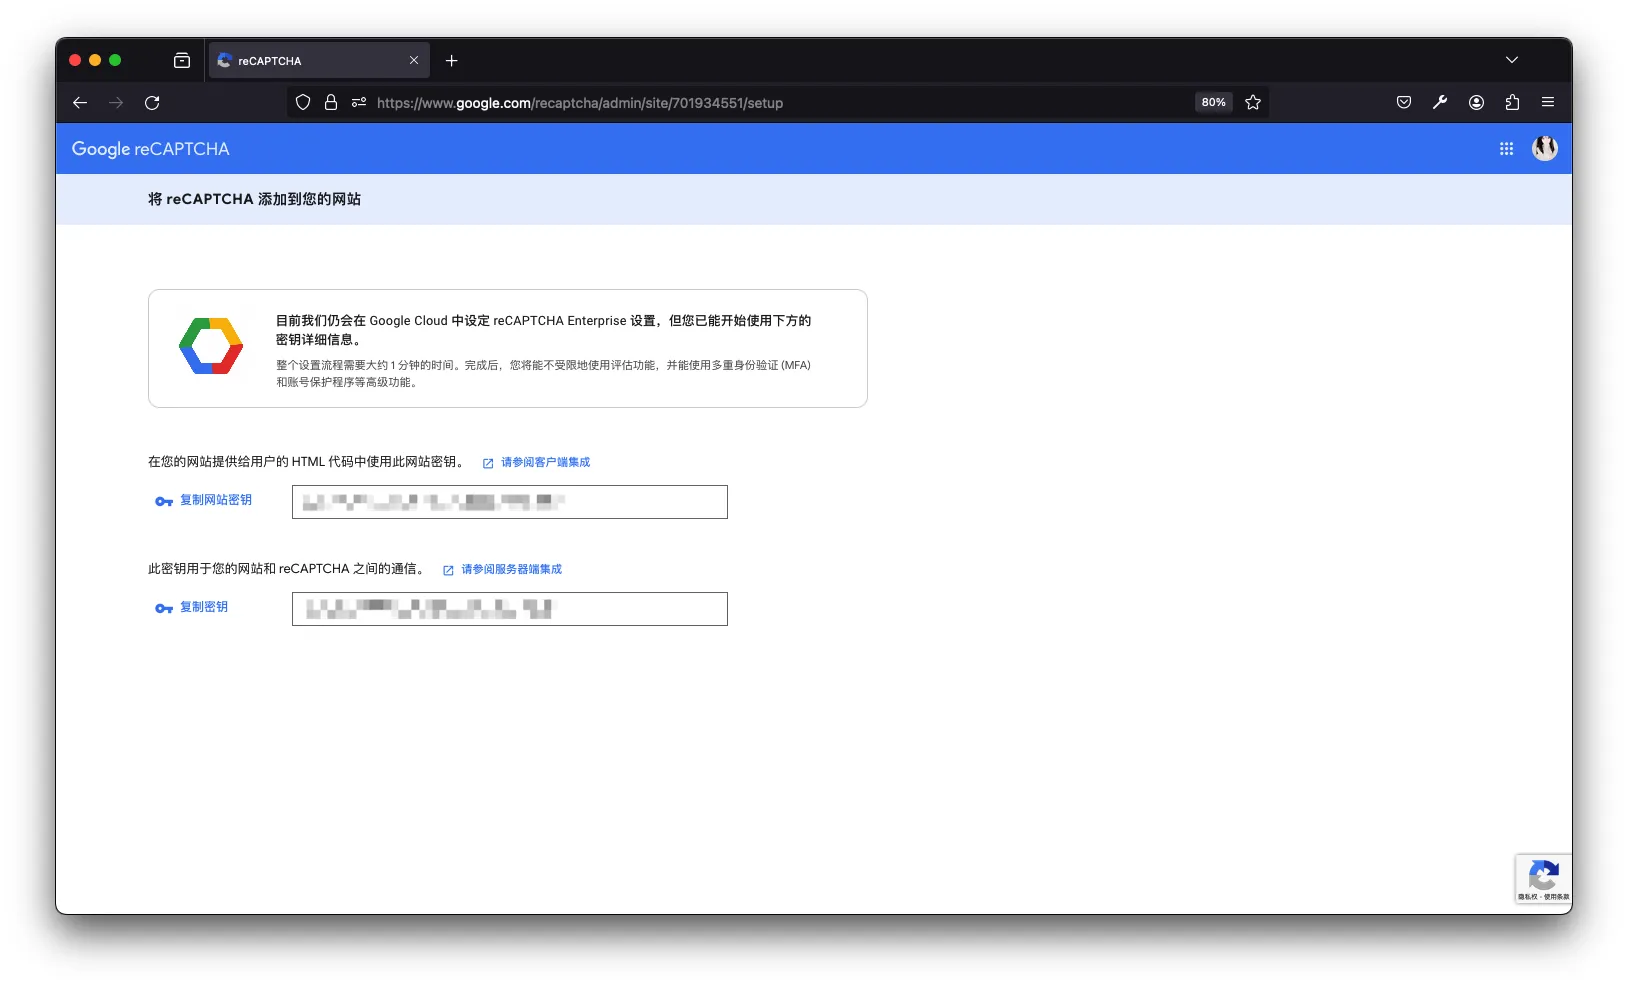 reCAPTCHA
https://www.google.com/recaptcha/admin/site/701934551/setup
80%
Google reCAPTCHA
将 reCAPTCHA 添加到您的网站
目前我们仍会在 Google Cloud 中设定 reCAPTCHA Enterprise 设置，但您已能开始使用下方的
密钥详细信息。
整个设置流程需要大约 1 分钟的时间。完成后，您将能不受限地使用评估功能，并能使用多重身份验证 (MFA)
和账号保护程序等高级功能。
在您的网站提供给用户的 HTML 代码中使用此网站密钥。 请参阅客户端集成
复制网站密钥
此密钥用于您的网站和 reCAPTCHA 之间的通信。 请参阅服务器端集成
复制密钥
隐私权 - 使用条款